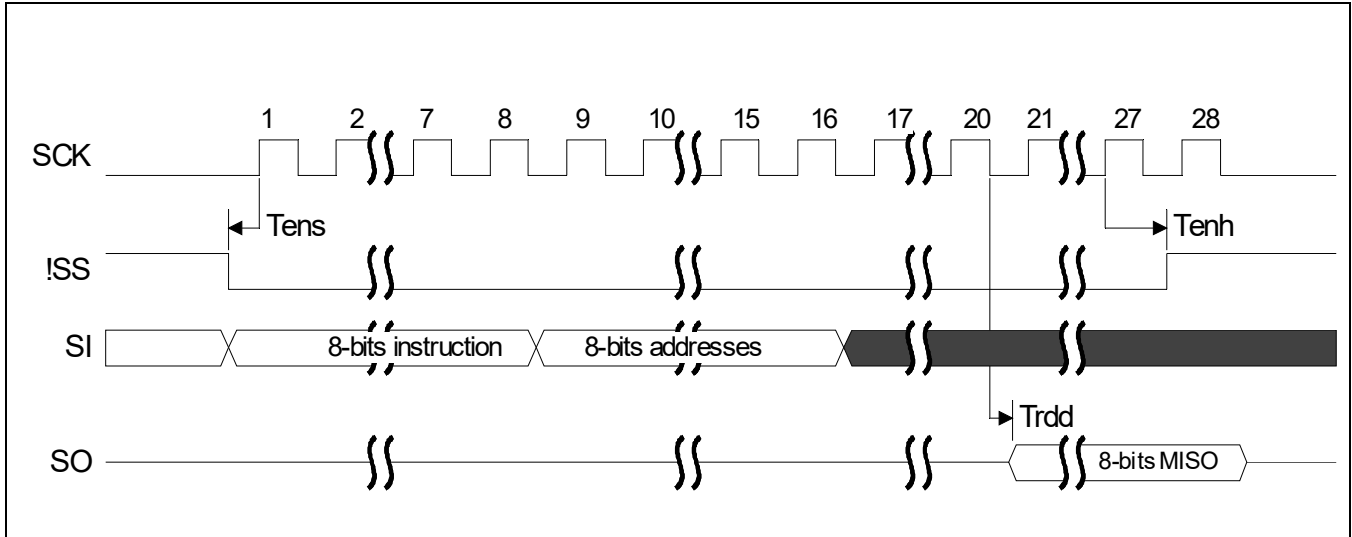 1 2 7 8 9 10 15 16 17 20 21 27 28
SCK
Tens Tenh
!SS
SI 8-bits instruction 8-bits addresses
Trdd
SO 8-bits MISO